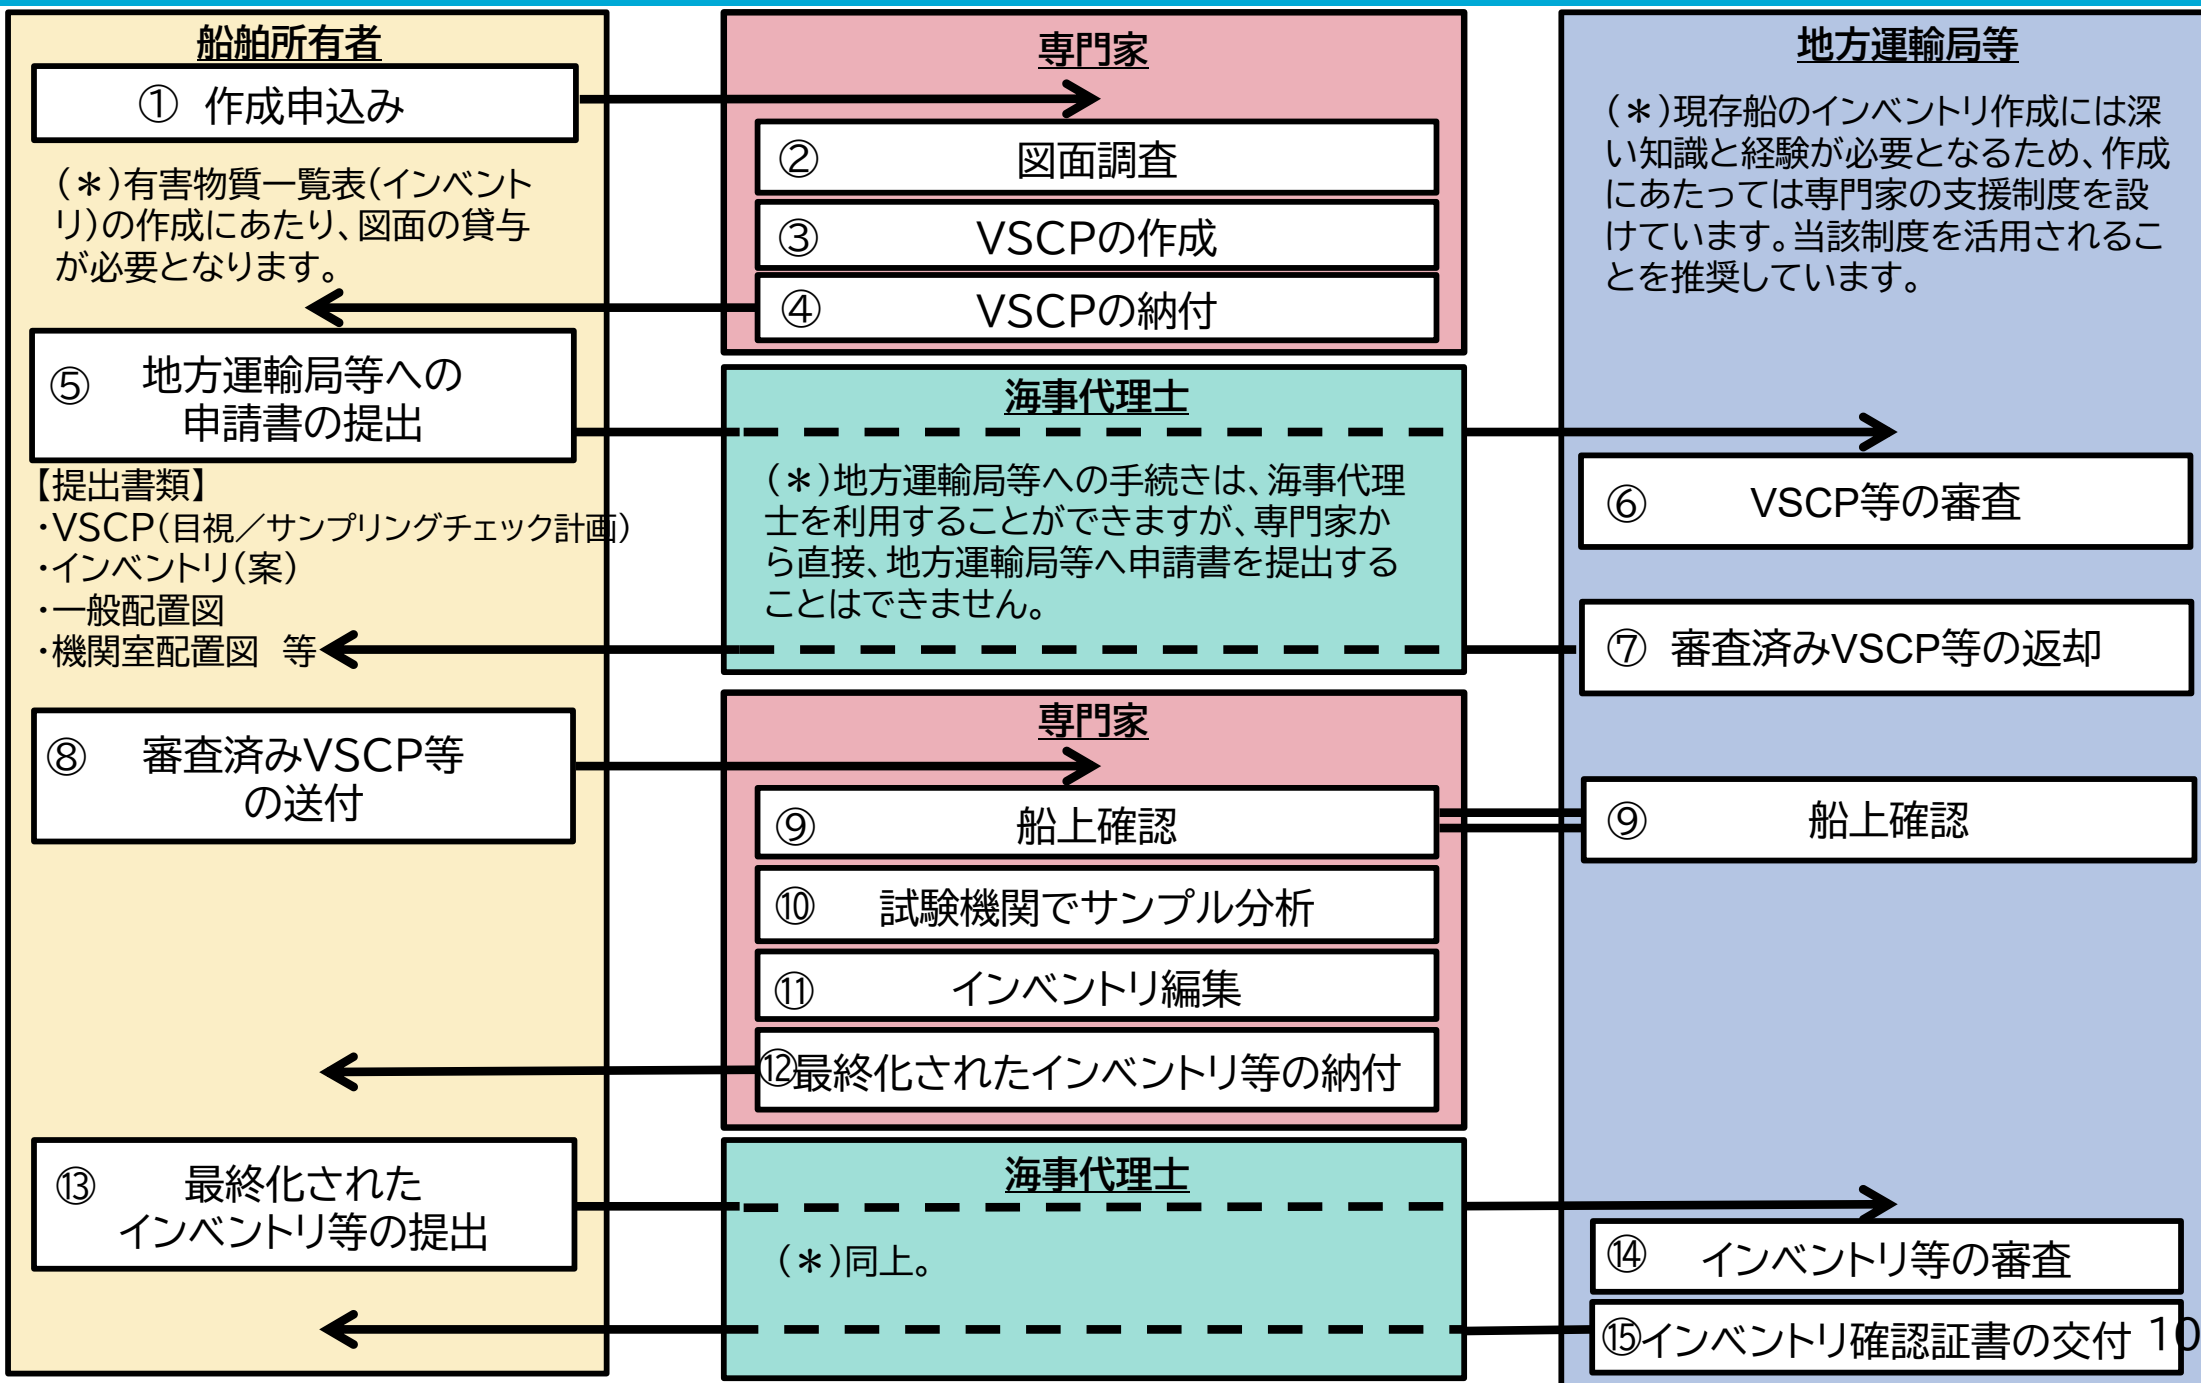 船舶所有者
① 作成申込み
(＊)有害物質一覧表(インベント
リ)の作成にあたり、図面の貸与
が必要となります。
⑤ 地方運輸局等への
申請書の提出
【提出書類】
・VSCP(目視／サンプリングチェック計画)
・インベントリ(案)
・一般配置図
・機関室配置図 等
⑧ 審査済みVSCP等
の送付
⑬ 最終化された
インベントリ等の提出
専門家
② 図面調査
③ VSCPの作成
④ VSCPの納付
海事代理士
(＊)地方運輸局等への手続きは、海事代理
士を利用することができますが、専門家か
ら直接、地方運輸局等へ申請書を提出する
ことはできません。
専門家
⑨ 船上確認
⑩ 試験機関でサンプル分析
⑪ インベントリ編集
⑫最終化されたインベントリ等の納付
海事代理士
(＊)同上。
地方運輸局等
(＊)現存船のインベントリ作成には深
い知識と経験が必要となるため、作成
にあたっては専門家の支援制度を設
けています。当該制度を活用されるこ
とを推奨しています。
⑥ VSCP等の審査
⑦ 審査済みVSCP等の返却
⑨ 船上確認
⑭ インベントリ等の審査
⑮インベントリ確認証書の交付
10